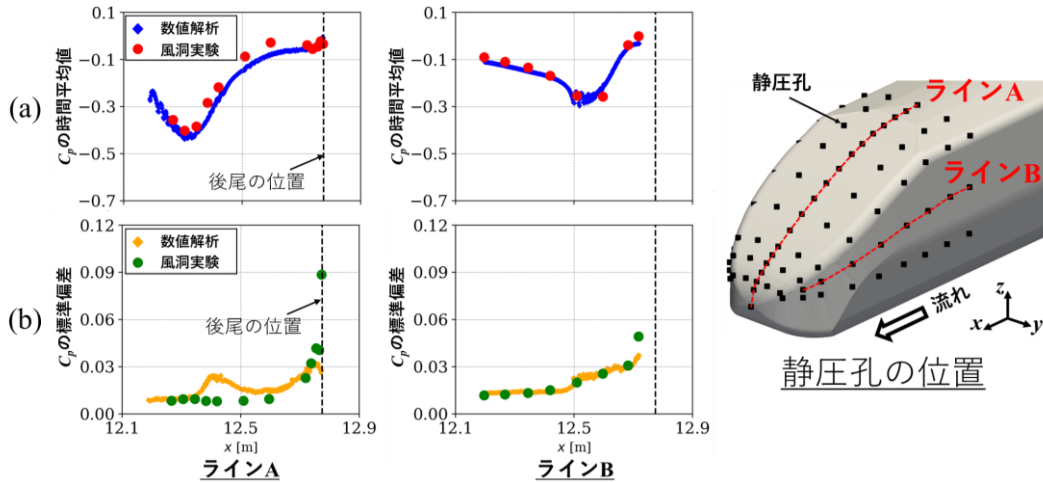 (a)
0.1
−0.1
−0.3
−0.5
−0.7
Cpの時間平均値
数値解析
風洞実験
後尾の位置
0.1
−0.1
−0.3
−0.5
−0.7
Cpの時間平均値
(b)
0.12
0.09
0.06
0.03
0.00
Cpの標準偏差
数値解析
風洞実験
後尾の位置
12.1
12.5
12.9
x [m]
ラインA
0.12
0.09
0.06
0.03
0.00
Cpの標準偏差
12.1
12.5
12.9
x [m]
ラインB
静圧孔
ラインA
ラインB
流れ
z
x
y
静圧孔の位置